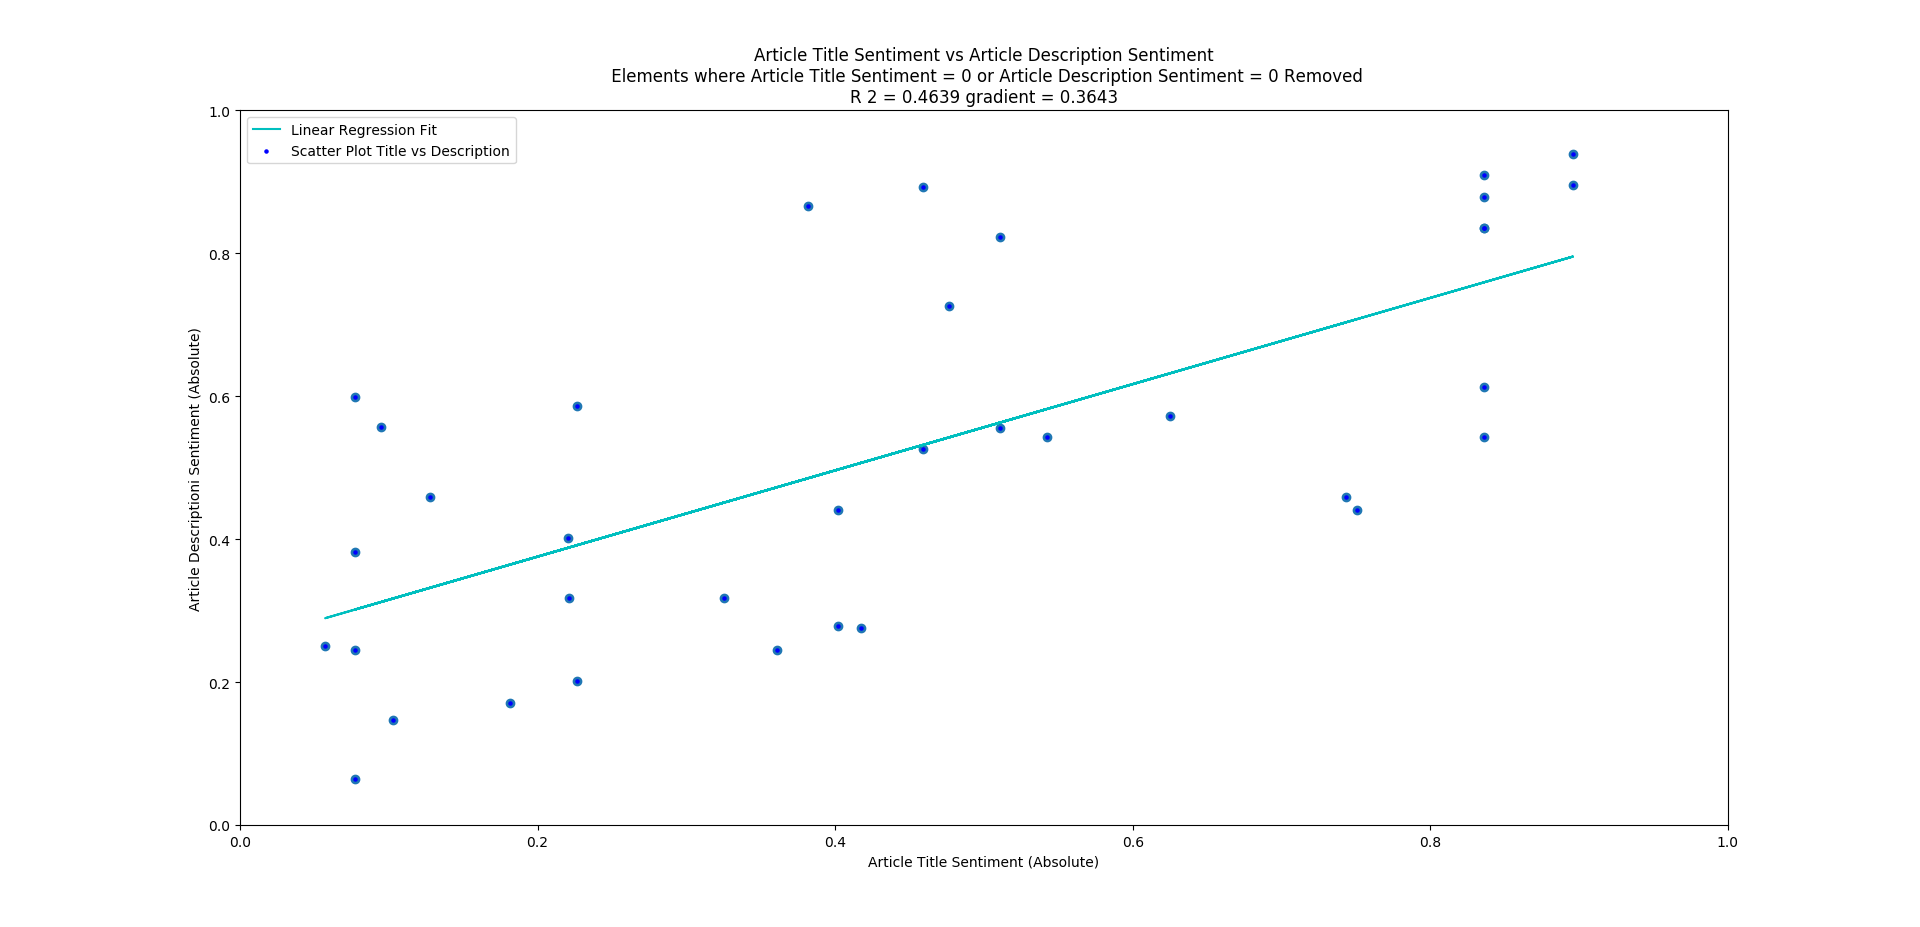 Article Title Sentiment vs Article Description Sentiment
Elements where Article Title Sentiment = 0 or Article Description Sentiment = 0 Removed
R 2 = 0.4639 gradient = 0.3643
Linear Regression Fit
Scatter Plot Title vs Description
1.0
0.8
0.6
0.4
0.2
0.0
Article Descriptioni Sentiment (Absolute)
0.0 0.2 0.4 0.6 0.8 1.0
Article Title Sentiment (Absolute)